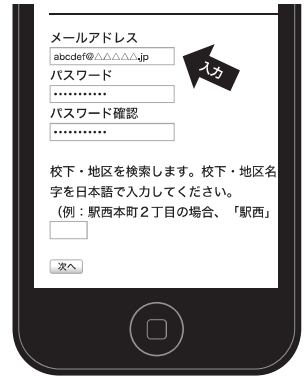 メールアドレス
abcdef@△△△△△.jp
入力
パスワード
•••••••••••
パスワード確認
•••••••••••
校下・地区を検索します。校下・地区名
字を日本語で入力してください。
（例：駅西本町２丁目の場合、「駅西」
次へ